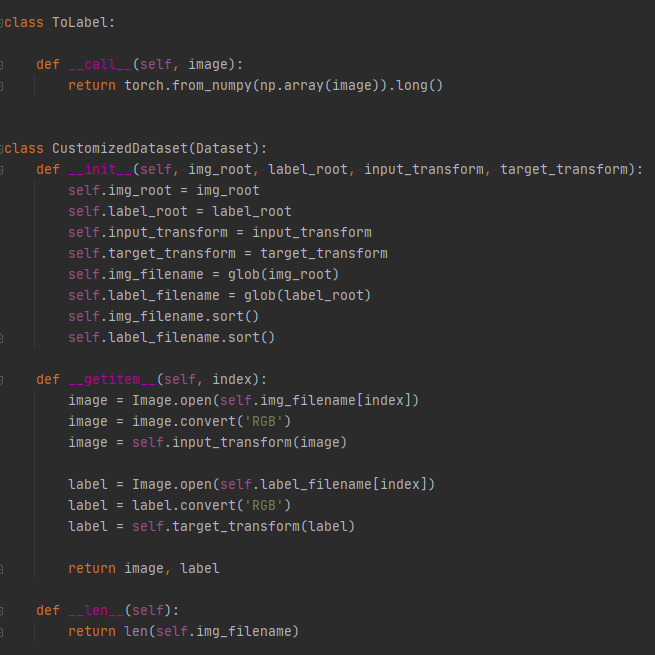 class ToLabel:
    def __call__(self, image):
        return torch.from_numpy(np.array(image)).long()
class CustomizedDataset(Dataset):
    def __init__(self, img_root, label_root, input_transform, target_transform):
        self.img_root = img_root
        self.label_root = label_root
        self.input_transform = input_transform
        self.target_transform = target_transform
        self.img_filename = glob(img_root)
        self.label_filename = glob(label_root)
        self.img_filename.sort()
        self.label_filename.sort()
    def __getitem__(self, index):
        image = Image.open(self.img_filename[index])
        image = image.convert('RGB')
        image = self.input_transform(image)
        label = Image.open(self.label_filename[index])
        label = label.convert('RGB')
        label = self.target_transform(label)
        return image, label
    def __len__(self):
        return len(self.img_filename)